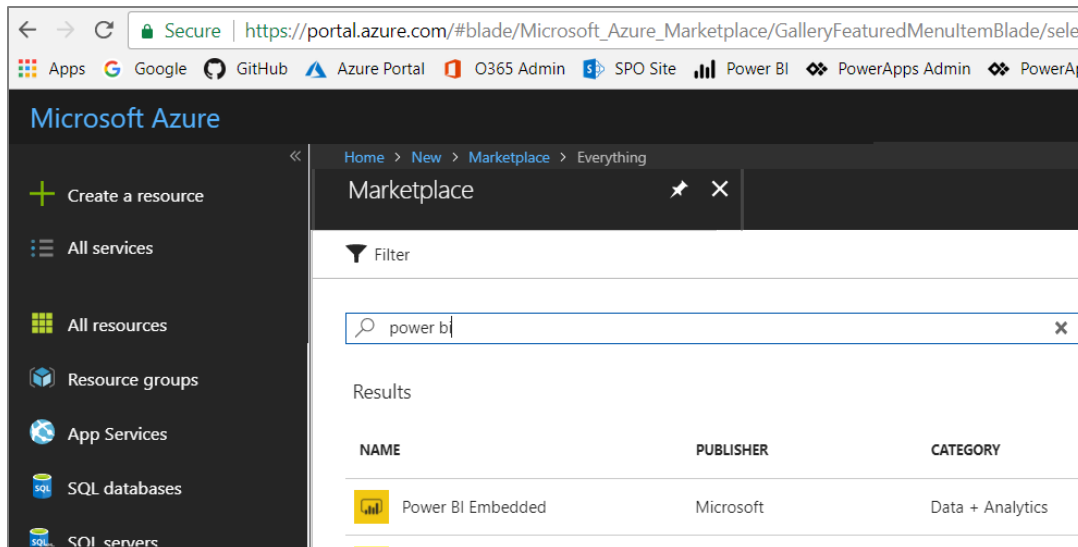 Secure https://portal.azure.com/#blade/Microsoft_Azure_Marketplace/GalleryFeaturedMenuItemBlade/sele
Apps Google GitHub Azure Portal O365 Admin SPO Site Power BI PowerApps Admin PowerA
Microsoft Azure
Home > New > Marketplace > Everything
Marketplace
Create a resource
All services
All resources
Resource groups
App Services
SQL databases
SQL servers
Filter
power bi
Results
NAME PUBLISHER CATEGORY
Power BI Embedded Microsoft Data + Analytics